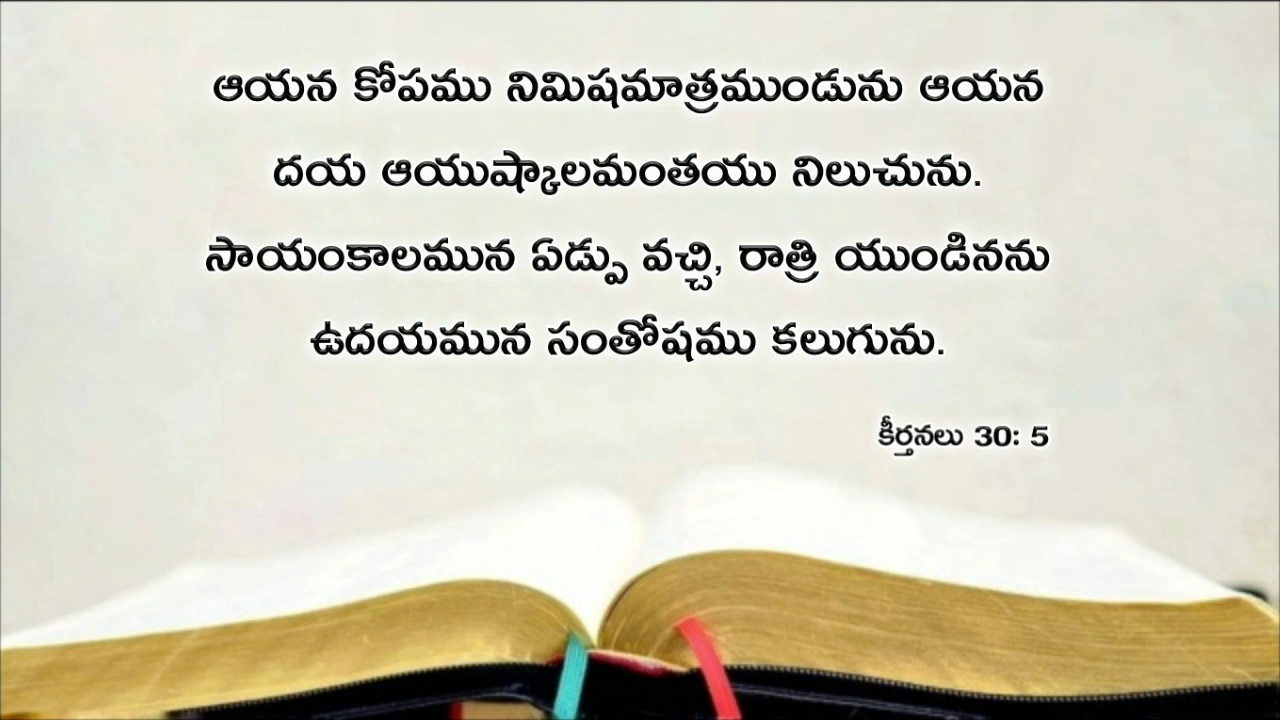 ఆయన కోపము నిమిషమాత్రముండును ఆయన
దయ ఆయుష్కాలమంతయు నిలుచును.
సాయంకాలమున ఏడ్పు వచ్చి, రాత్రి యుండినను
ఉదయమున సంతోషము కలుగును.
కీర్తనలు 30: 5